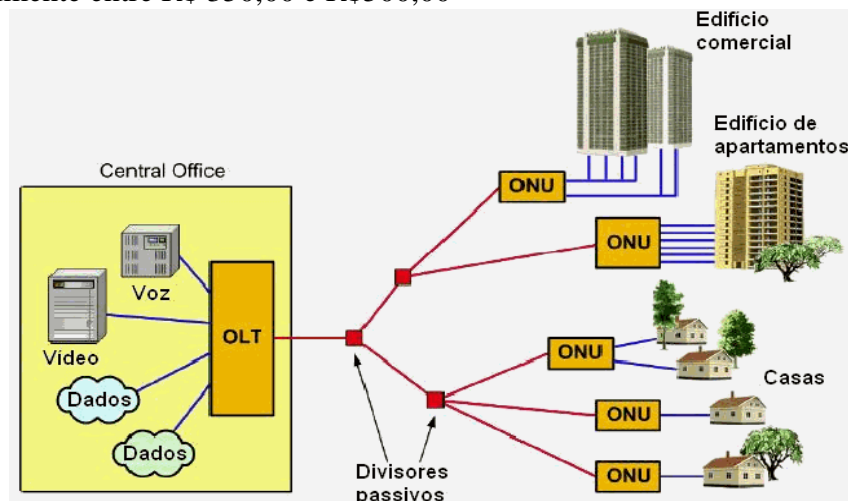 Edifício
comercial
Edifício de
apartamentos
Central Office
ONU
Voz
ONU
Vídeo
OLT
ONU
Casas
Dados
ONU
Dados
Divisores
passivos
ONU